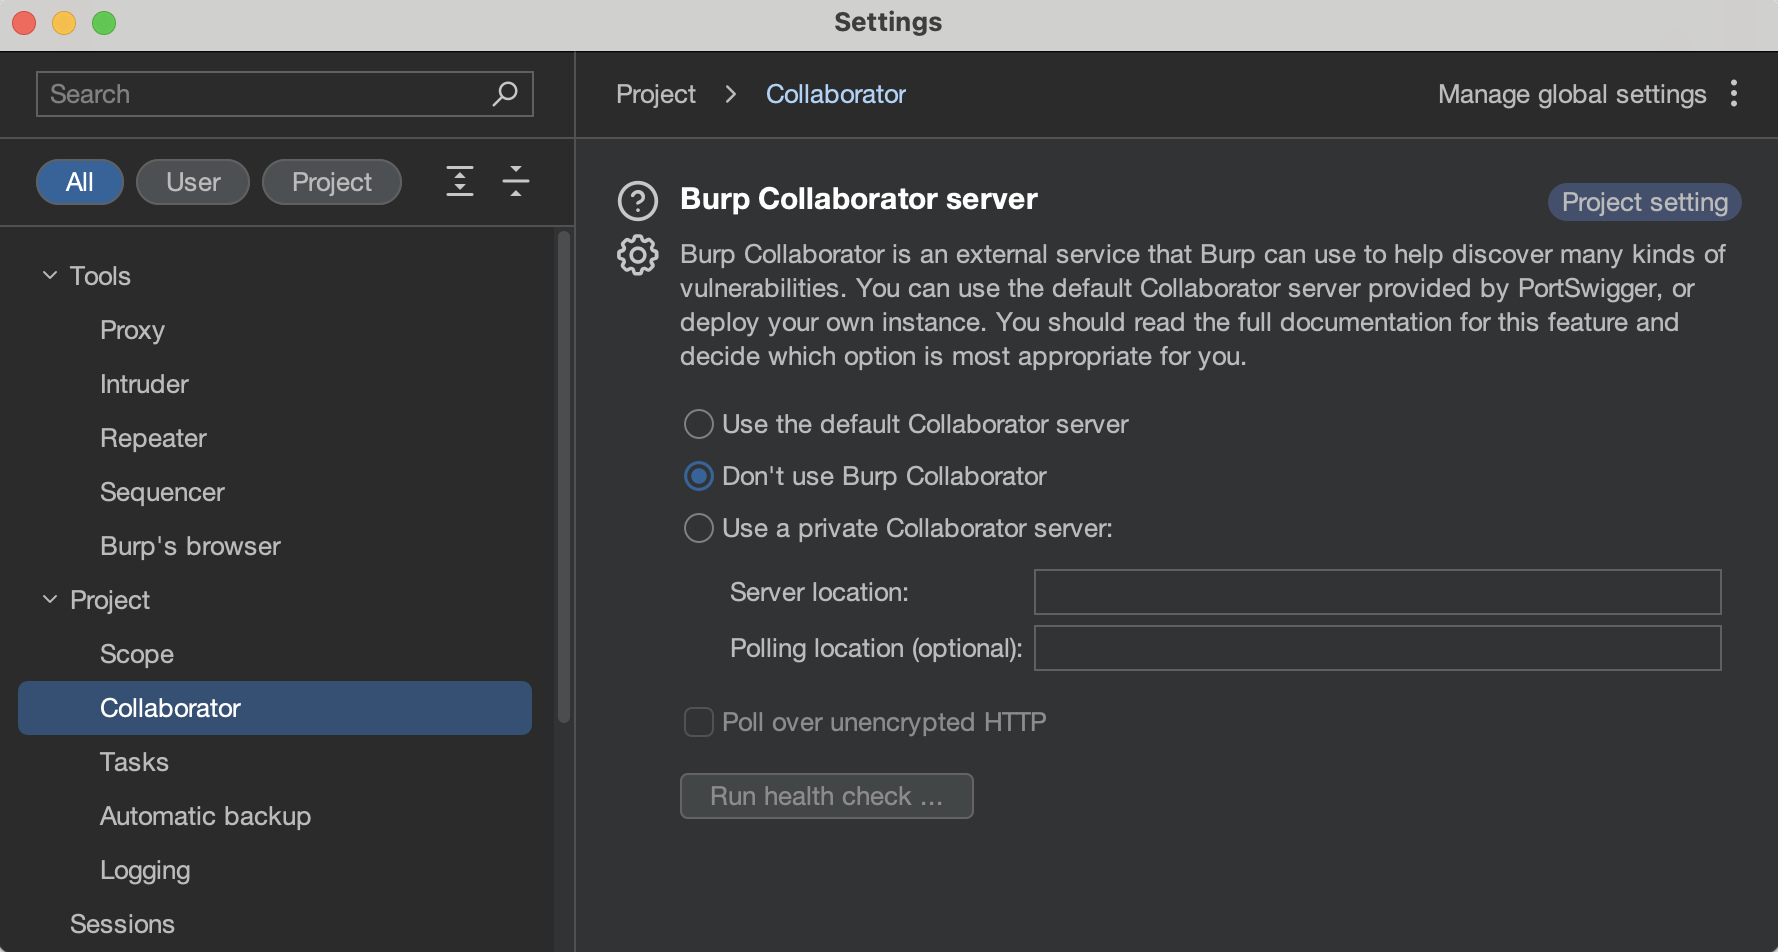 Settings
Search
Project > Collaborator
Manage global settings
All
User
Project
Tools
Proxy
Intruder
Repeater
Sequencer
Burp's browser
Project
Scope
Collaborator
Tasks
Automatic backup
Logging
Sessions
Burp Collaborator server
Project setting
Burp Collaborator is an external service that Burp can use to help discover many kinds of
vulnerabilities. You can use the default Collaborator server provided by PortSwigger, or
deploy your own instance. You should read the full documentation for this feature and
decide which option is most appropriate for you.
Use the default Collaborator server
Don't use Burp Collaborator
Use a private Collaborator server:
Server location:
Polling location (optional):
Poll over unencrypted HTTP
Run health check ...